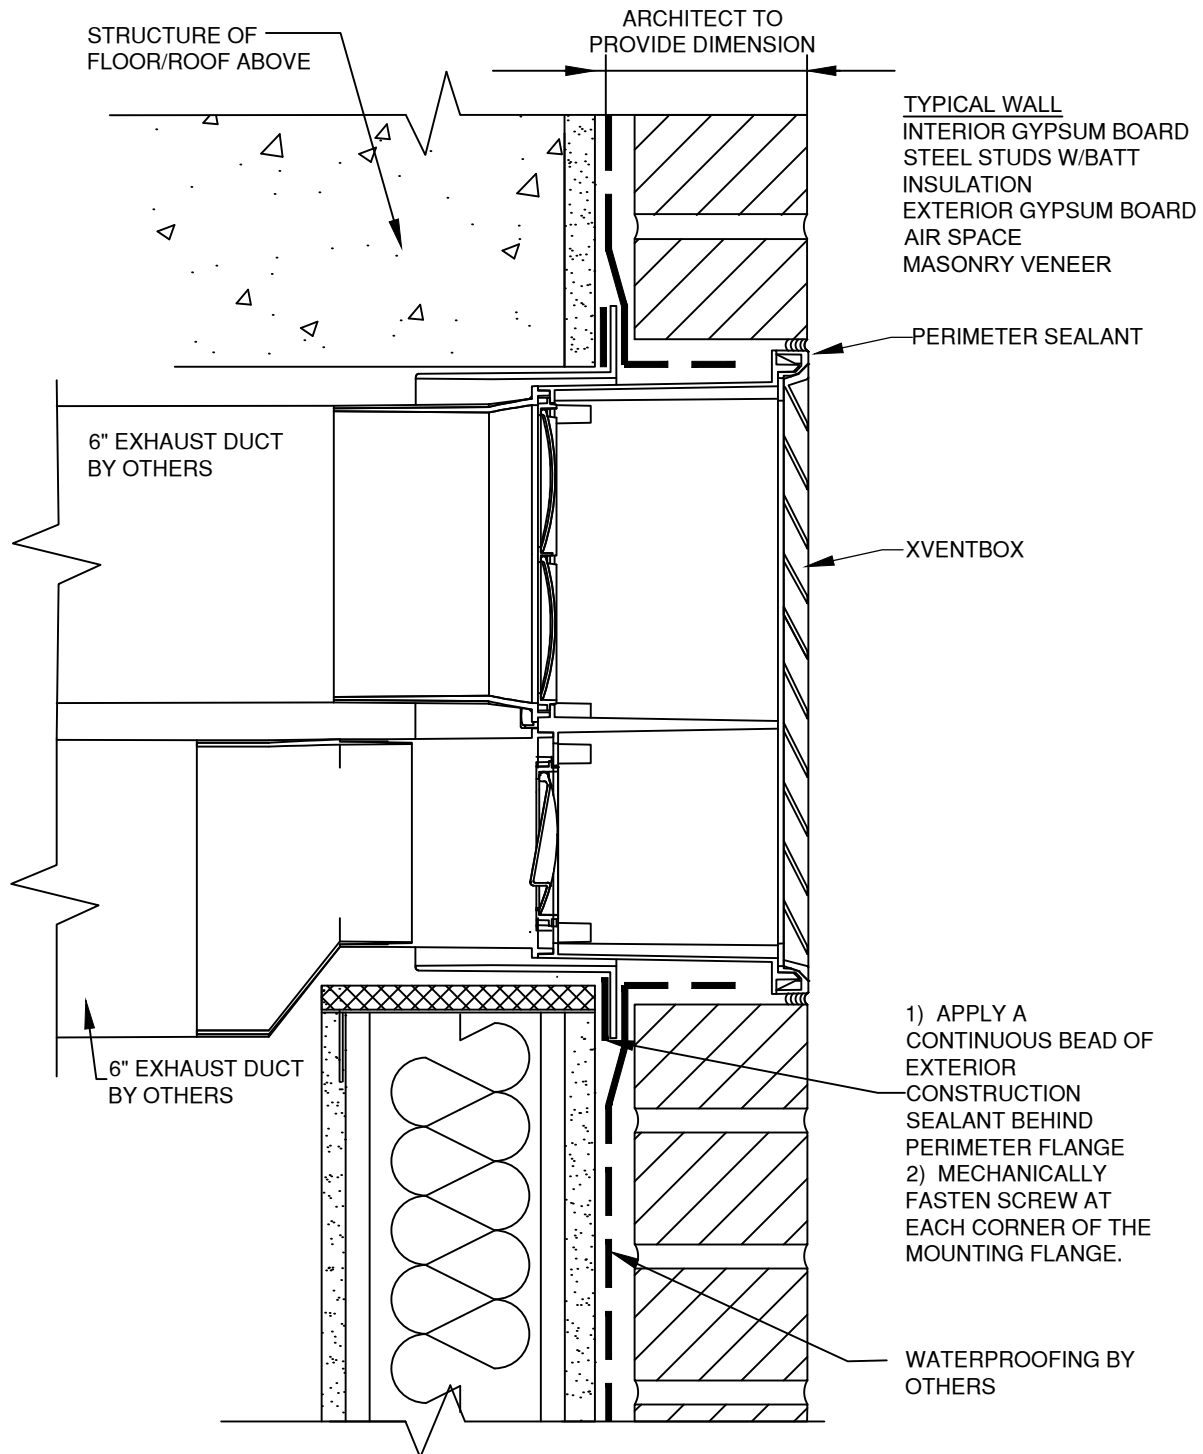 STRUCTURE OF
FLOOR/ROOF ABOVE
ARCHITECT TO
PROVIDE DIMENSION
TYPICAL WALL
INTERIOR GYPSUM BOARD
STEEL STUDS W/BATT
INSULATION
EXTERIOR GYPSUM BOARD
AIR SPACE
MASONRY VENEER
PERIMETER SEALANT
6" EXHAUST DUCT
BY OTHERS
XVENTBOX
6" EXHAUST DUCT
BY OTHERS
1) APPLY A
CONTINUOUS BEAD OF
EXTERIOR
CONSTRUCTION
SEALANT BEHIND
PERIMETER FLANGE
2) MECHANICALLY
FASTEN SCREW AT
EACH CORNER OF THE
MOUNTING FLANGE.
WATERPROOFING BY
OTHERS